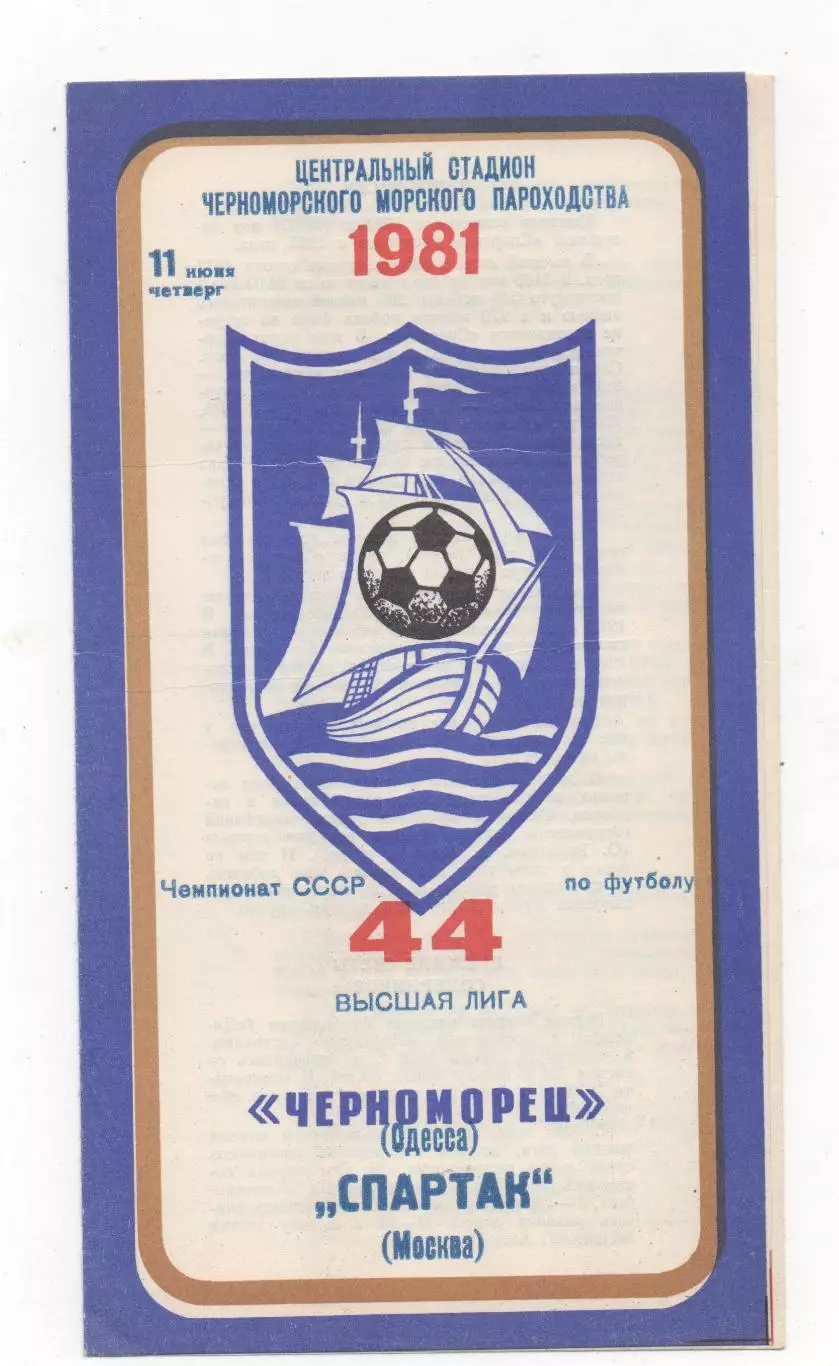 ЦЕНТРАЛЬНЫЙ СТАДИОН
ЧЕРНОМОРСКОГО МОРСКОГО ПАРОХОДСТВА
1981
11 июня
четверг
Чемпионат СССР по футболу
44
ВЫСШАЯ ЛИГА
«ЧЕРНОМОРЕЦ»
(Одесса)
„СПАРТАК“
(Москва)